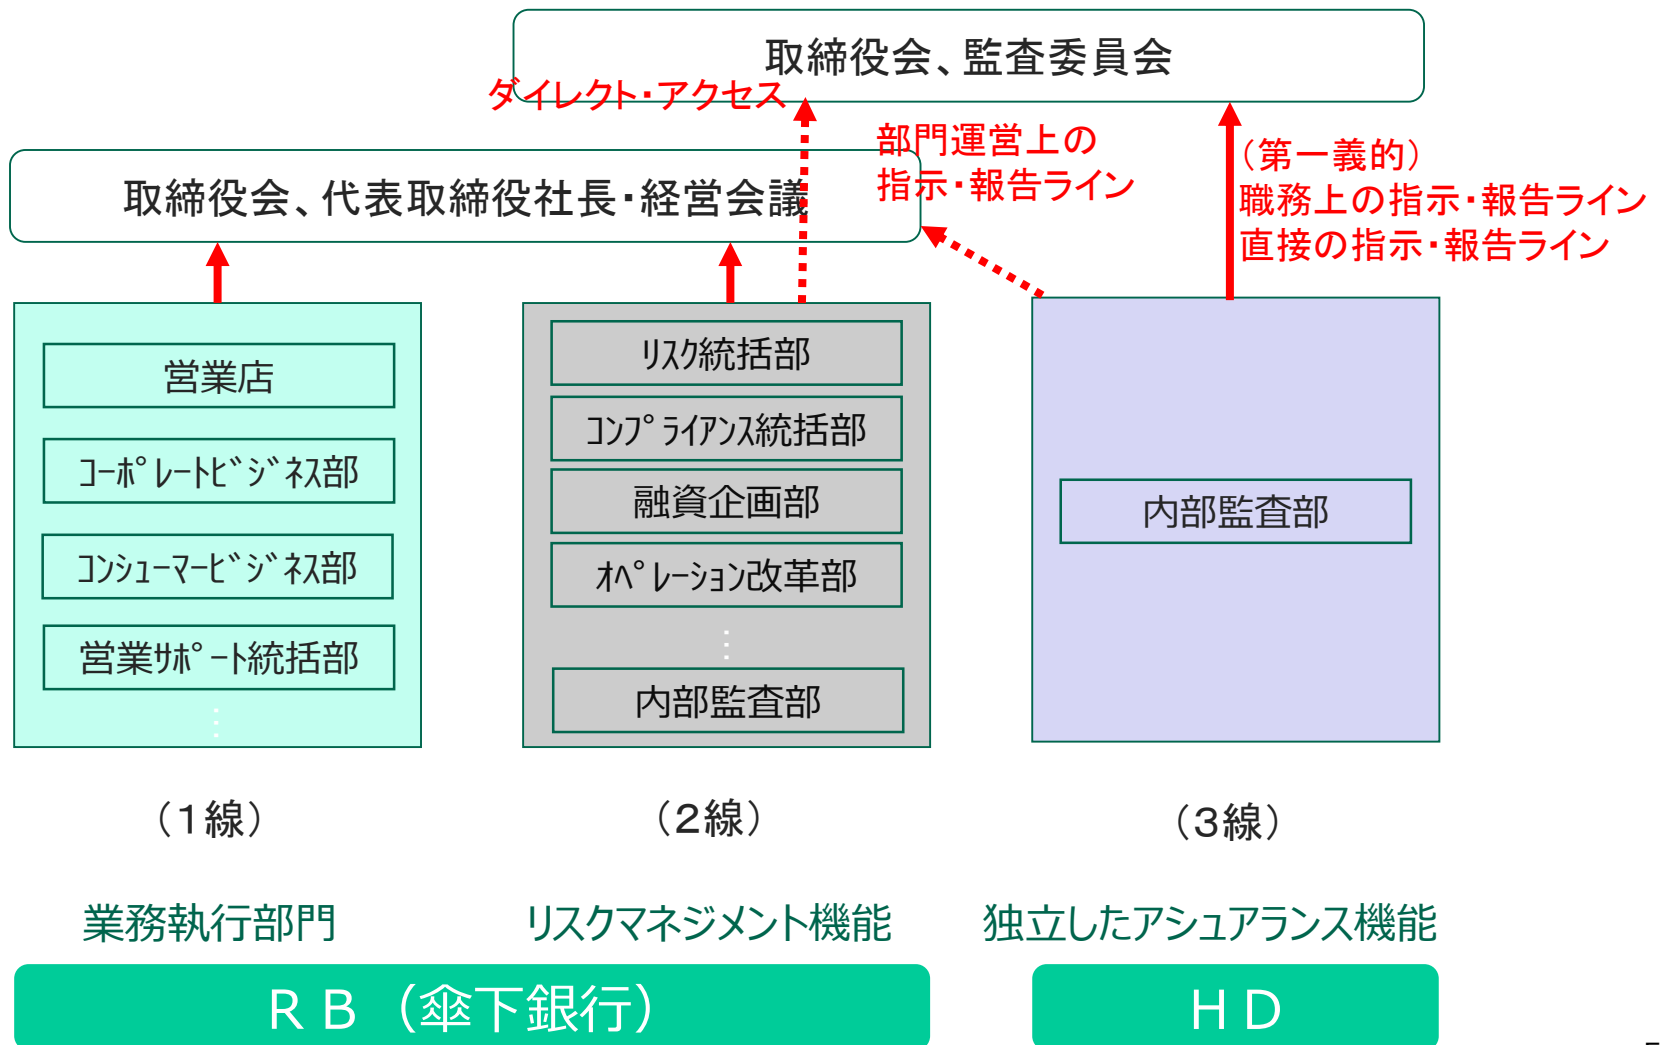 取締役会、監査委員会
ダイレクト・アクセス
部門運営上の
指示・報告ライン
（第一義的）
職務上の指示・報告ライン
直接の指示・報告ライン
取締役会、代表取締役社長・経営会議
営業店
ｺｰﾎﾟﾚｰﾄﾋﾞｼﾞﾈｽ部
ｺﾝｼｭｰﾏｰﾋﾞｼﾞﾈｽ部
営業ｻﾎﾟｰﾄ統括部
⋮
ﾘｽｸ統括部
ｺﾝﾌﾟﾗｲｱﾝｽ統括部
融資企画部
ｵﾍﾟﾚｰｼｮﾝ改革部
⋮
内部監査部
内部監査部
（１線）
（２線）
（３線）
業務執行部門
リスクマネジメント機能
独立したアシュアランス機能
ＲＢ（傘下銀行）
ＨＤ